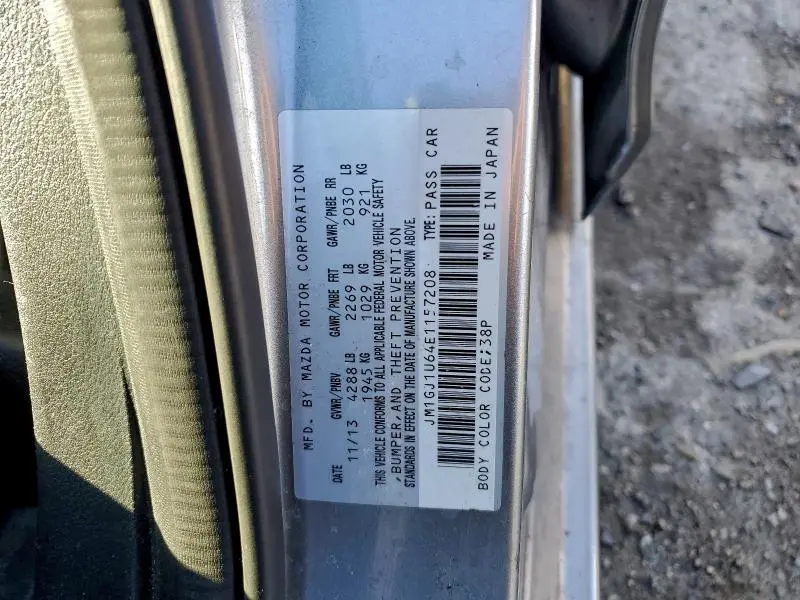 MFD. BY MAZDA MOTOR CORPORATION
DATE GVWR/PNBV GAWR/PNBE FRT GAWR/PNBE RR
11/13 4288 LB 2269 LB 2030 LB
1945 KG 1029 KG 921 KG
THIS VEHICLE CONFORMS TO ALL APPLICABLE FEDERAL MOTOR VEHICLE SAFETY
,BUMPER,AND THEFT PREVENTION
STANDARDS IN EFFECT ON THE DATE OF MANUFACTURE SHOWN ABOVE.
JM1GJ1U64E1157208 TYPE: PASS CAR
BODY COLOR CODE;38P MADE IN JAPAN